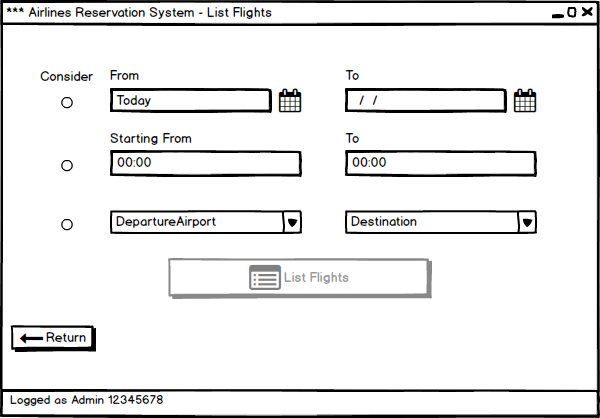 *** Airlines Reservation System - List Flights
Consider
From
To
Today
/ /
Starting From
To
00:00
00:00
DepartureAirport
Destination
List Flights
Return
Logged as Admin 12345678